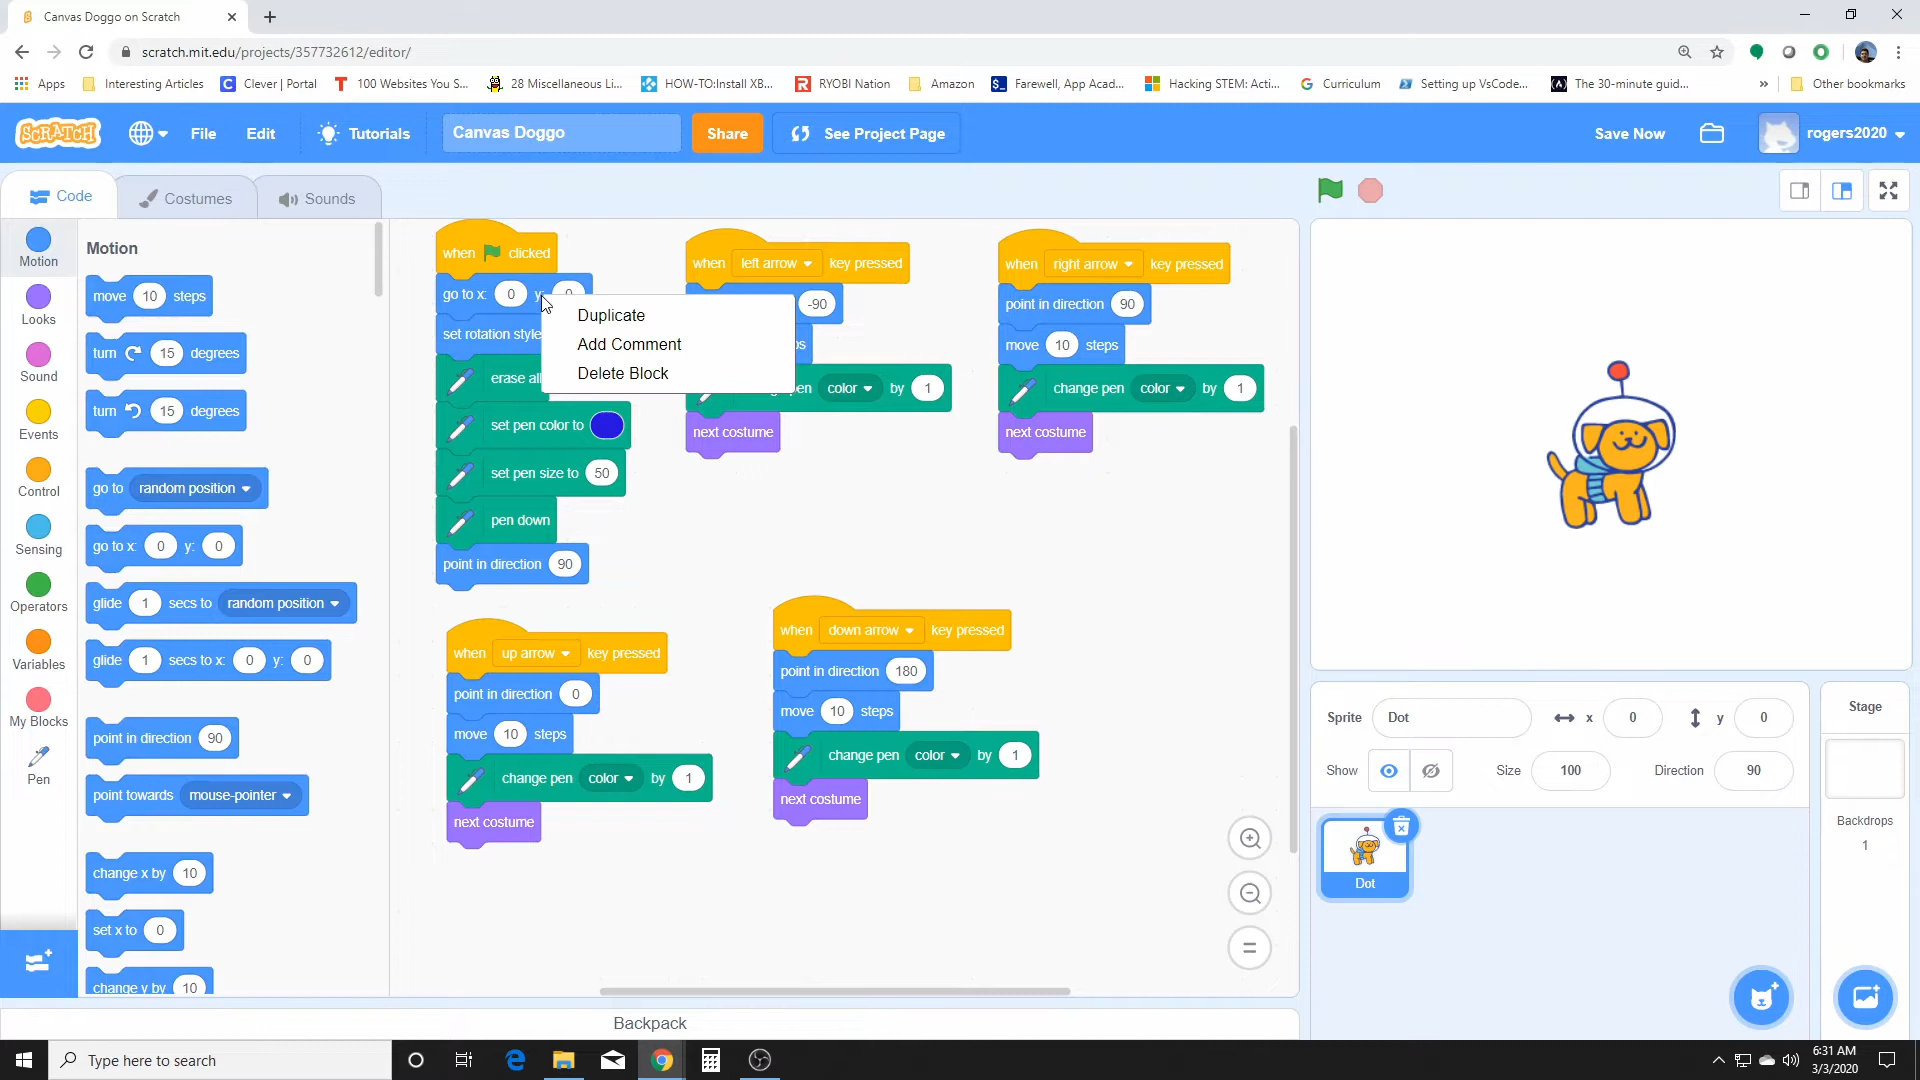 Canvas Doggo on Scratch
scratch.mit.edu/projects/357732612/editor/
Apps Interesting Articles Clever | Portal 100 Websites You S... 28 Miscellaneous Li... HOW-TO:Install XB... RYOBI Nation Amazon Farewell, App Acad... Hacking STEM: Acti... Curriculum Setting up VsCode... The 30-minute guid... » Other bookmarks
SCRATCH File Edit Tutorials Canvas Doggo Share See Project Page Save Now rogers2020
Code Costumes Sounds
Motion
Looks
Sound
Events
Control
Sensing
Operators
Variables
My Blocks
Pen
Motion
move 10 steps
turn 15 degrees
turn 15 degrees
go to random position
go to x: 0 y: 0
glide 1 secs to random position
glide 1 secs to x: 0 y: 0
point in direction 90
point towards mouse-pointer
change x by 10
set x to 0
change y by 10
when clicked
go to x: 0 y:
set rotation style
erase all
set pen color to
set pen size to 50
pen down
point in direction 90
Duplicate
Add Comment
Delete Block
when left arrow key pressed
-90
color by 1
next costume
when right arrow key pressed
point in direction 90
move 10 steps
change pen color by 1
next costume
when up arrow key pressed
point in direction 0
move 10 steps
change pen color by 1
next costume
when down arrow key pressed
point in direction 180
move 10 steps
change pen color by 1
next costume
Backpack
Sprite Dot x 0 y 0
Show Size 100 Direction 90
Dot
Stage
Backdrops
1
Type here to search
6:31 AM
3/3/2020